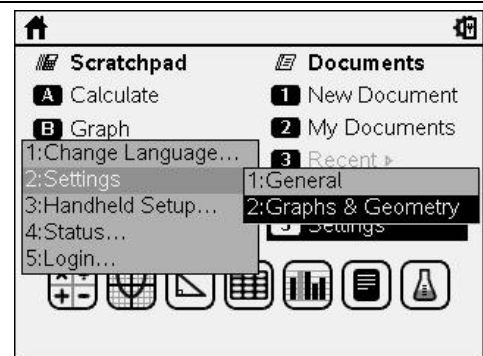 Scratchpad
Documents
A Calculate
1 New Document
B Graph
2 My Documents
3 Recent ▸
1:Change Language...
2:Settings
3:Handheld Setup...
4:Status...
5:Login...
1:General
2:Graphs & Geometry
5 Settings